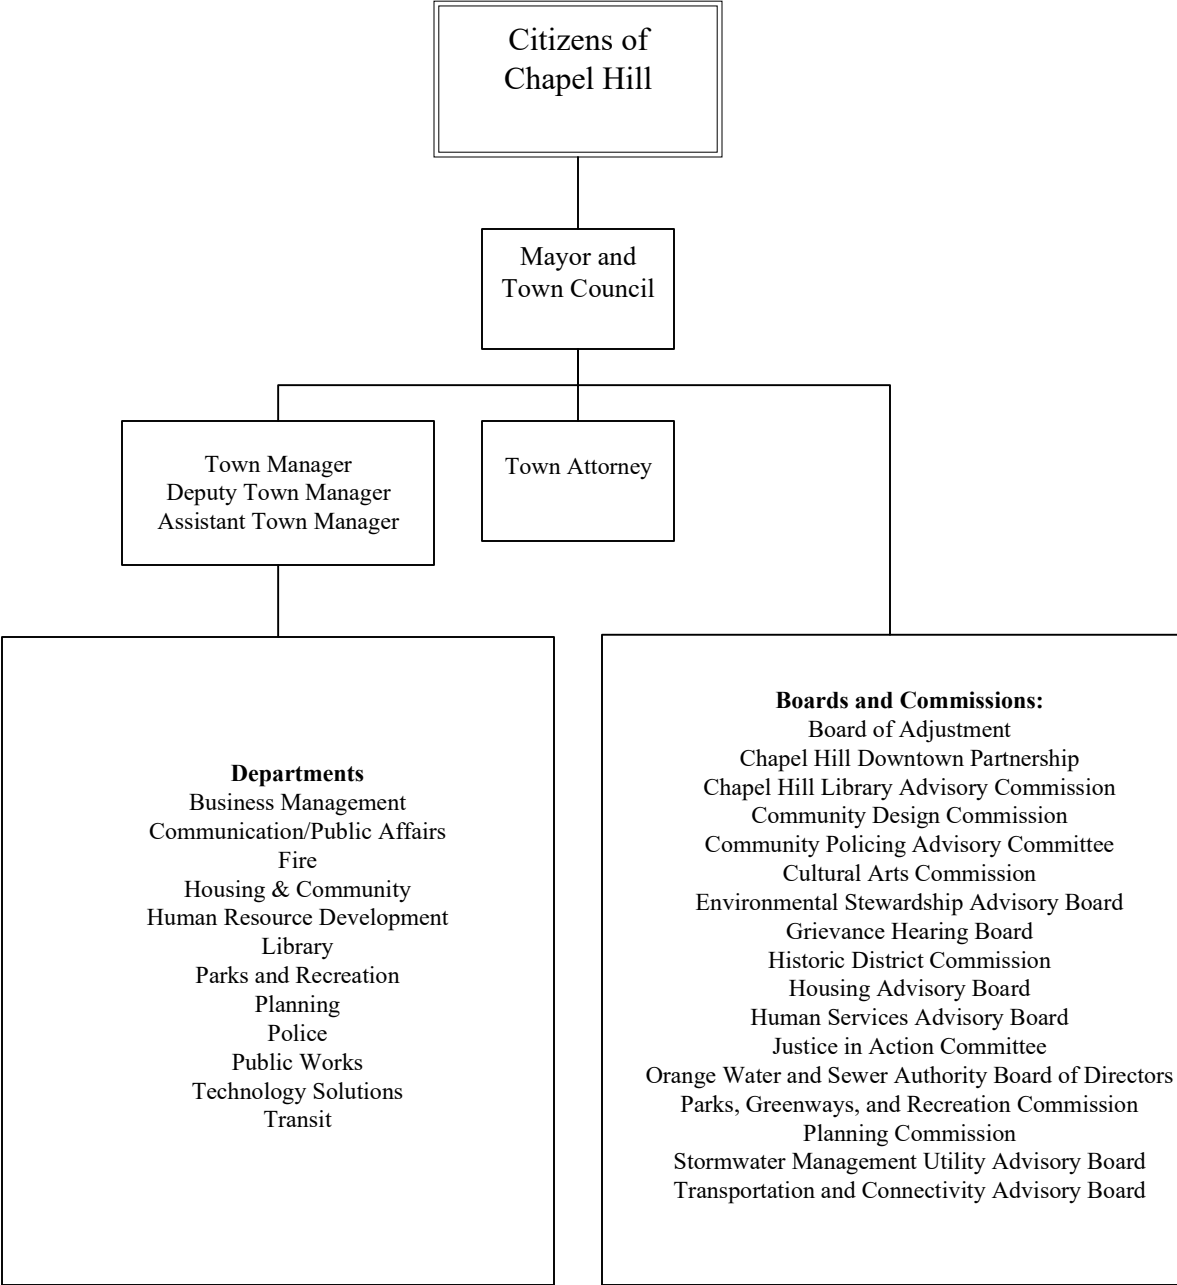 Citizens of
Chapel Hill
Mayor and
Town Council
Town Manager
Deputy Town Manager
Assistant Town Manager
Town Attorney
Departments
Business Management
Communication/Public Affairs
Fire
Housing & Community
Human Resource Development
Library
Parks and Recreation
Planning
Police
Public Works
Technology Solutions
Transit
Boards and Commissions:
Board of Adjustment
Chapel Hill Downtown Partnership
Chapel Hill Library Advisory Commission
Community Design Commission
Community Policing Advisory Committee
Cultural Arts Commission
Environmental Stewardship Advisory Board
Grievance Hearing Board
Historic District Commission
Housing Advisory Board
Human Services Advisory Board
Justice in Action Committee
Orange Water and Sewer Authority Board of Directors
Parks, Greenways, and Recreation Commission
Planning Commission
Stormwater Management Utility Advisory Board
Transportation and Connectivity Advisory Board